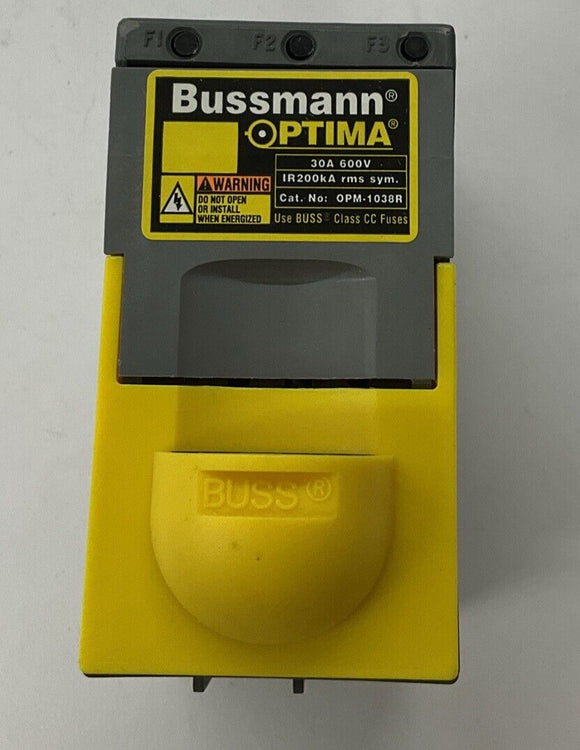 F1 F2 F3
Bussmann®
OPTIMA®
30A 600V
IR200kA rms sym.
Cat. No: OPM-1038R
⚠WARNING
DO NOT OPEN
OR INSTALL
WHEN ENERGIZED
Use BUSS® Class CC Fuses
BUSS®